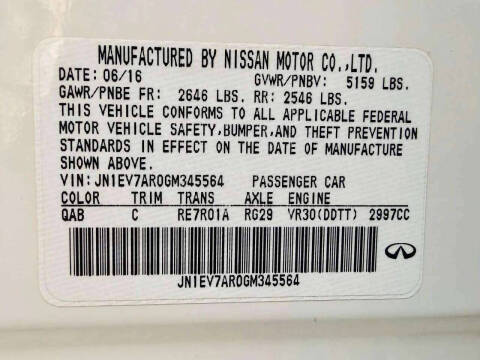 MANUFACTURED BY NISSAN MOTOR CO.,LTD.
DATE: 06/16 GVWR/PNBV: 5159 LBS.
GAWR/PNBE FR: 2646 LBS. RR: 2546 LBS.
THIS VEHICLE CONFORMS TO ALL APPLICABLE FEDERAL
MOTOR VEHICLE SAFETY,BUMPER,AND THEFT PREVENTION
STANDARDS IN EFFECT ON THE DATE OF MANUFACTURE
SHOWN ABOVE.
VIN: JN1EV7AR0GM345564 PASSENGER CAR
COLOR TRIM TRANS AXLE ENGINE
QAB C RE7R01A RG29 VR30(DDTT) 2997CC
JN1EV7AR0GM345564